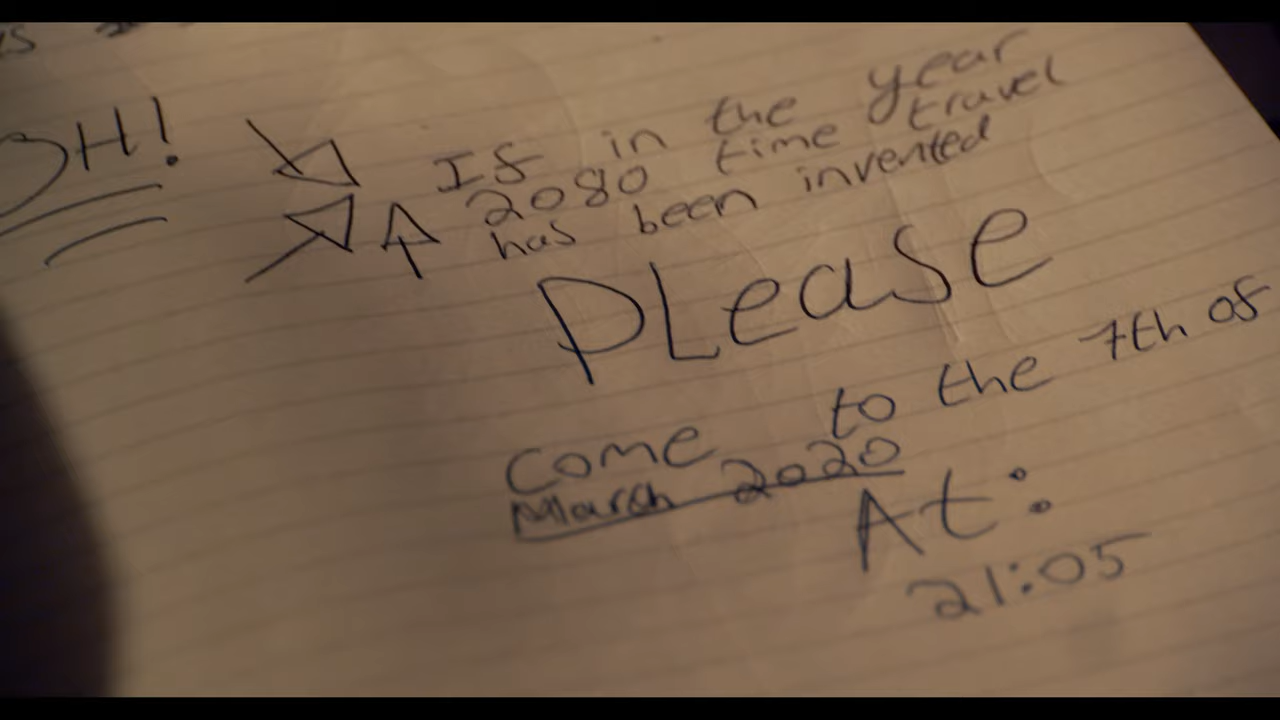 If in the year
2080 time travel
has been invented
PLease
come to the 7th of
March 2020
At:
21:05